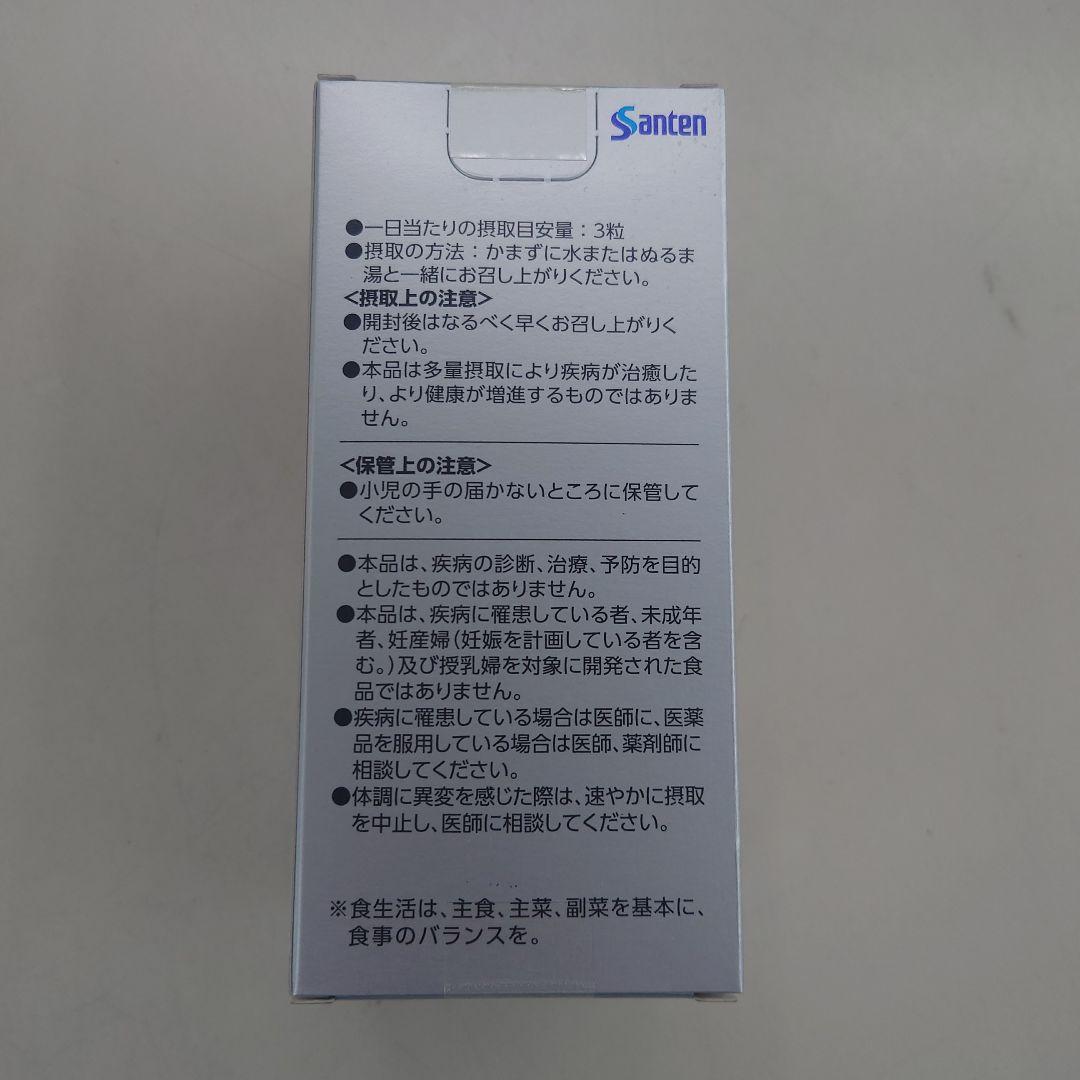 Santen
●一日当たりの摂取目安量：3粒
●摂取の方法：かまずに水またはぬるま
湯と一緒にお召し上がりください。
<摂取上の注意>
●開封後はなるべく早くお召し上がりく
ださい。
●本品は多量摂取により疾病が治癒した
り、より健康が増進するものではありま
せん。
<保管上の注意>
●小児の手の届かないところに保管して
ください。
●本品は、疾病の診断、治療、予防を目的
としたものではありません。
●本品は、疾病に罹患している者、未成年
者、妊産婦(妊娠を計画している者を含
む。)及び授乳婦を対象に開発された食
品ではありません。
●疾病に罹患している場合は医師に、医薬
品を服用している場合は医師、薬剤師に
相談してください。
●体調に異変を感じた際は、速やかに摂取
を中止し、医師に相談してください。
※食生活は、主食、主菜、副菜を基本に、
食事のバランスを。